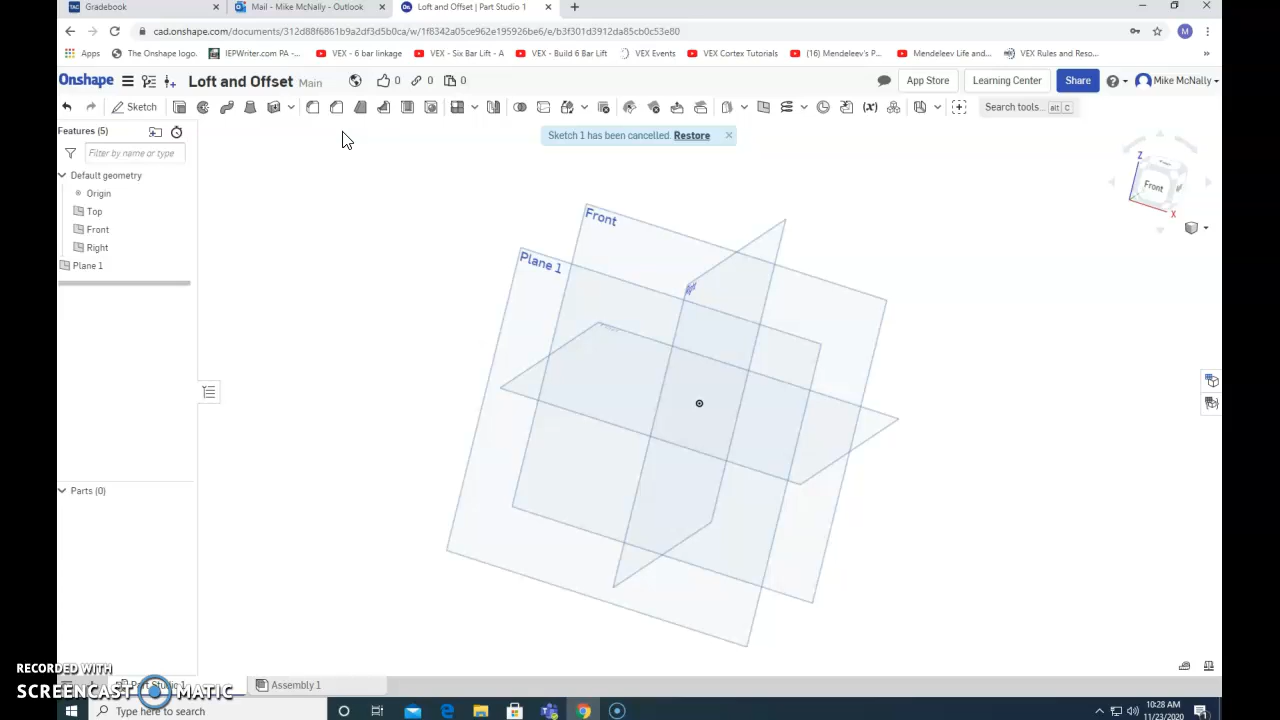 Gradebook
Mail - Mike McNally - Outlook
Loft and Offset | Part Studio 1
cad.onshape.com/documents/312d88f6861b9a2df3d5b0ca/w/1f8342a05ce962e195926be6/e/b3f301d3912da85cb0c53e80
M
Apps
The Onshape logo.
IEPWriter.com PA -...
VEX - 6 bar linkage
VEX - Six Bar Lift - A
VEX - Build 6 Bar Lift
VEX Events
VEX Cortex Tutorials
(16) Mendeleev's P...
Mendeleev Life and...
VEX Rules and Reso...
Onshape
Loft and Offset Main
0
0
0
App Store
Learning Center
Share
Mike McNally
Sketch
Search tools... alt C
Features (5)
Sketch 1 has been cancelled. Restore
Filter by name or type
Default geometry
Origin
Top
Front
Right
Plane 1
Front
Plane 1
Z
Front
X
Parts (0)
RECORDED WITH
SCREENCAST MATIC
Part Studio 1
Assembly 1
Type here to search
10:28 AM
11/23/2020